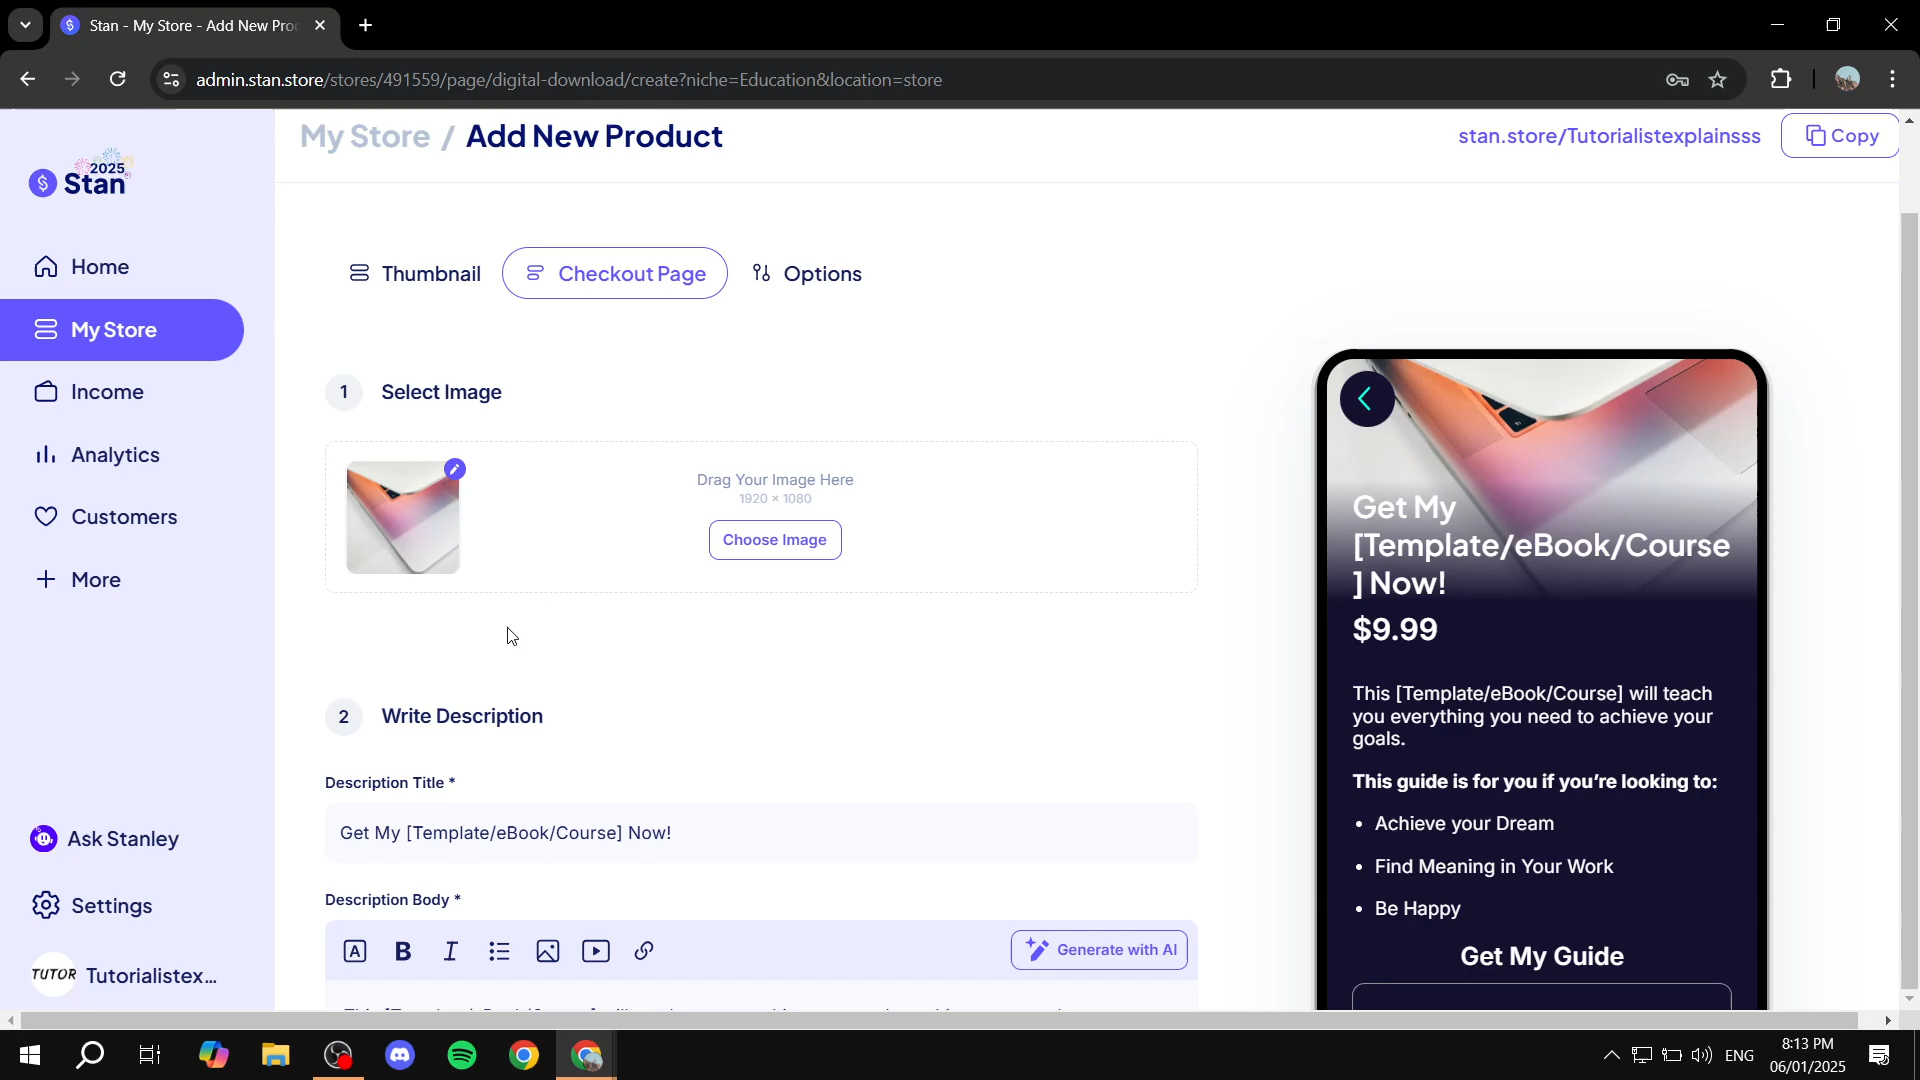 Stan - My Store - Add New Proc
admin.stan.store/stores/491559/page/digital-download/create?niche=Education&location=store
2025
Stan
Home
My Store
Income
Analytics
Customers
More
Ask Stanley
Settings
TUTOR
Tutorialistex...
My Store / Add New Product
stan.store/Tutorialistexplainsss
Copy
Thumbnail
Checkout Page
Options
1
Select Image
Drag Your Image Here
1920 × 1080
Choose Image
2
Write Description
Description Title *
Get My [Template/eBook/Course] Now!
Description Body *
A
B
I
Generate with AI
Get My
[Template/eBook/Course
] Now!
$9.99
This [Template/eBook/Course] will teach
you everything you need to achieve your
goals.
This guide is for you if you're looking to:
• Achieve your Dream
• Find Meaning in Your Work
• Be Happy
Get My Guide
ENG
8:13 PM
06/01/2025